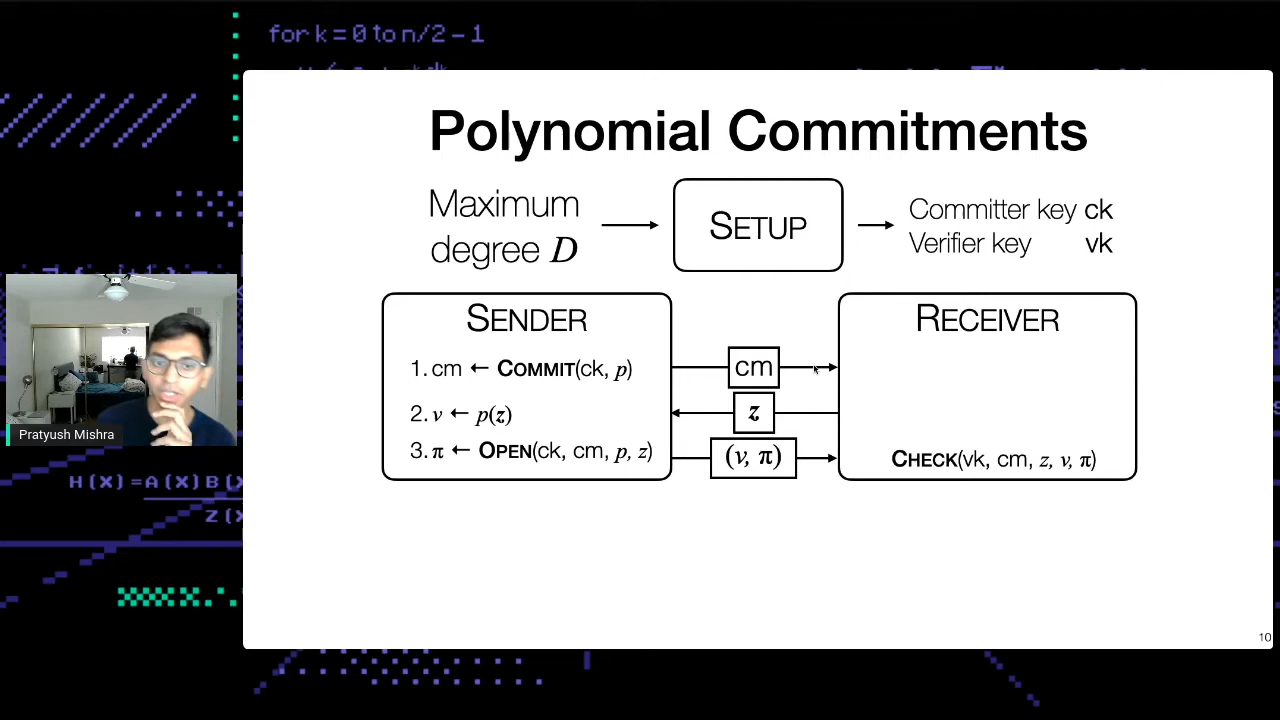 for k = 0 to n/2 - 1
Polynomial Commitments
Maximum
degree D
SETUP
Committer key ck
Verifier key vk
SENDER
1. cm ← COMMIT(ck, p)
2. v ← p(z)
3. π ← OPEN(ck, cm, p, z)
cm
z
(v, π)
RECEIVER
CHECK(vk, cm, z, v, π)
Pratyush Mishra
H(X)=A(X)B(X
Z(X
10